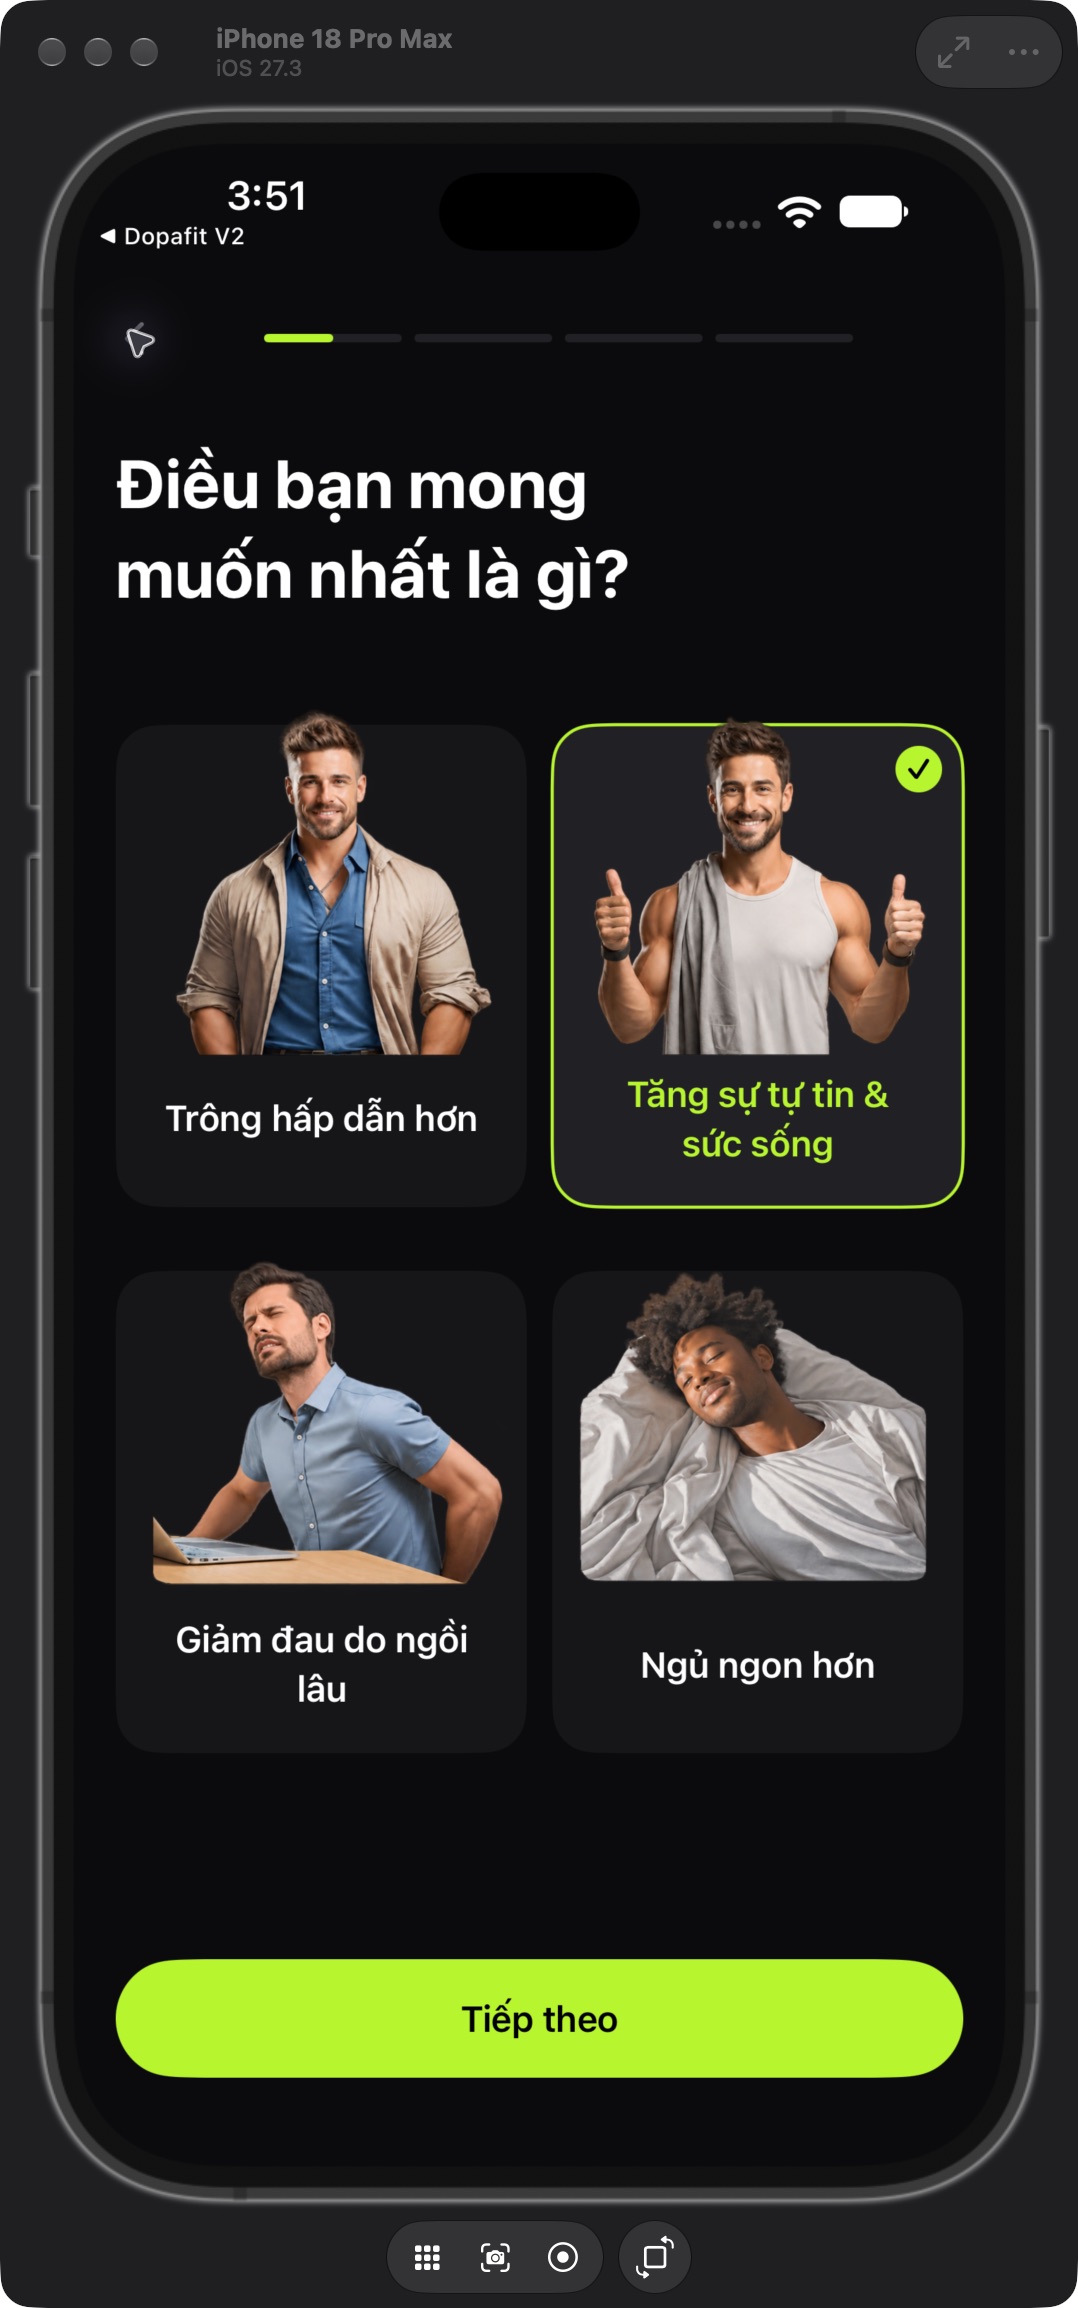 iPhone 18 Pro Max
iOS 27.3
3:51
Dopafit V2
Điều bạn mong
muốn nhất là gì?
Trông hấp dẫn hơn
Tăng sự tự tin &
sức sống
Giảm đau do ngồi
lâu
Ngủ ngon hơn
Tiếp theo